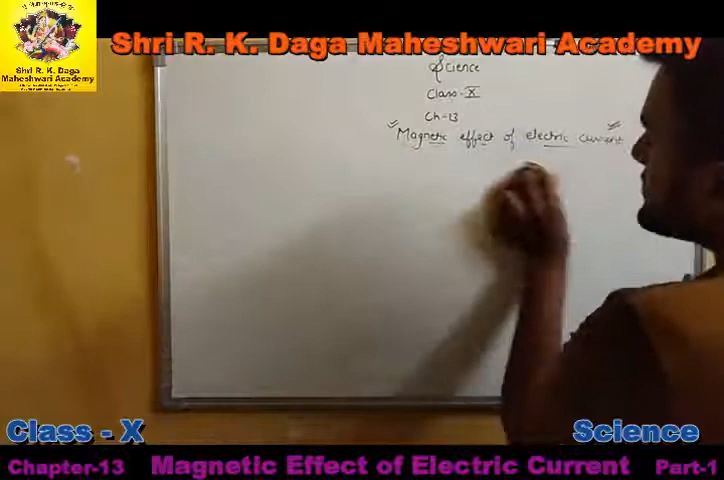 Shri R. K. Daga Maheshwari Academy
Shri R. K. Daga
Maheshwari Academy
Science
Class-X
Ch-13
"Magnetic effect of electric current"
Class - X
Science
Chapter-13 Magnetic Effect of Electric Current Part-1